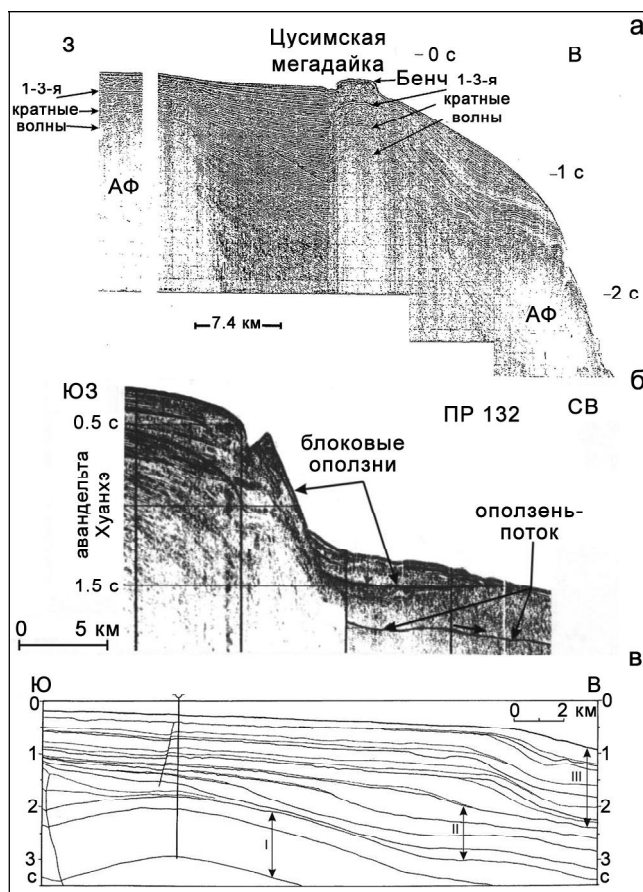 а
З
Цусимская
мегадайка
−0 с
В
Бенч
1-3-я
кратные
волны
1-3-я
кратные
волны
АФ
−1 с
−2 с
АФ
7.4 км
б
ЮЗ
ПР 132
СВ
0.5 с
блоковые
оползни
авандельта
Хуанхэ
оползень-
поток
1.5 с
0 5 км
в
Ю
В
0
0
0 2 км
1
1
III
2
2
I
II
3
3
с
с